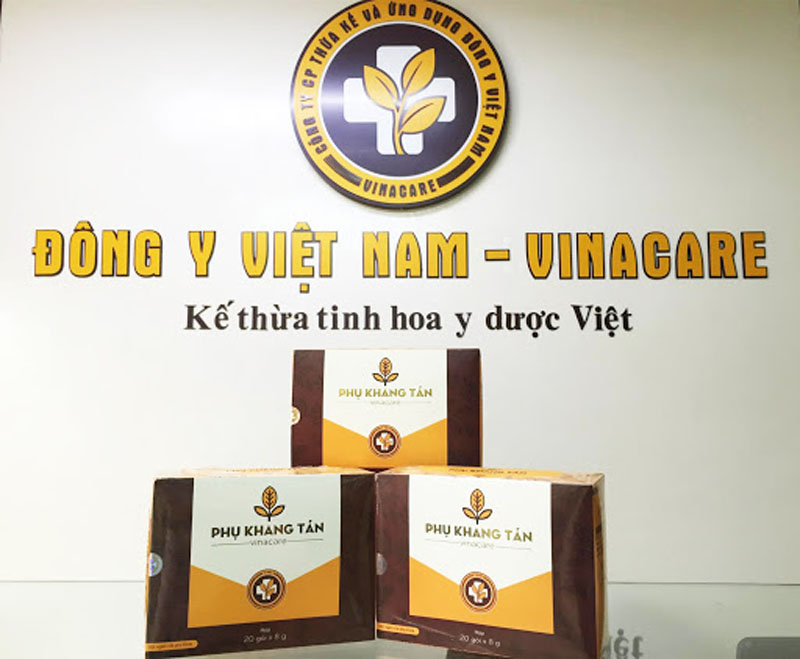 CÔNG TY CP THỪA KẾ VÀ ỨNG DỤNG ĐÔNG Y VIỆT NAM
VINACARE
ĐÔNG Y VIỆT NAM - VINACARE
Kế thừa tinh hoa y dược Việt
PHỤ KHANG TÁN
vinacare
PHỤ KHANG TÁN
vinacare
Hộp
20 gói x 8 g
PHỤ KHANG TÁN
vinacare
Hộp
20 gói x 8 g